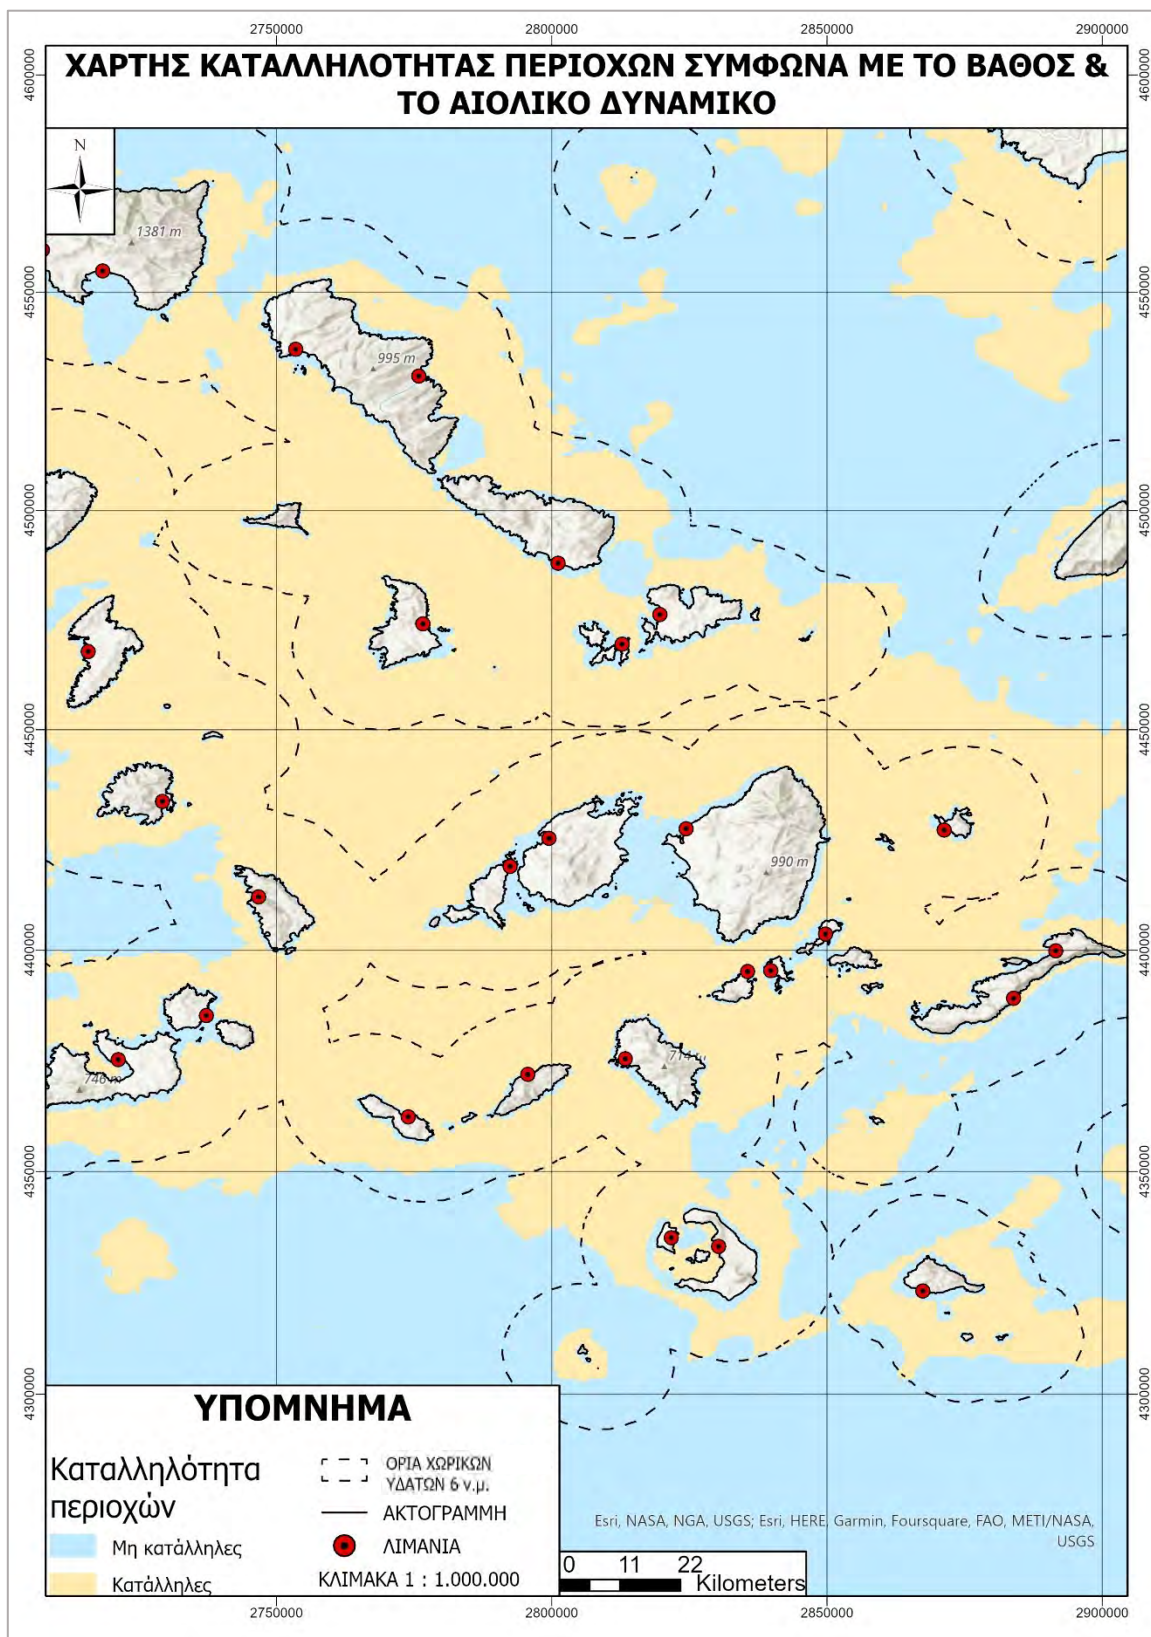 2750000 2800000 2850000 2900000
ΧΑΡΤΗΣ ΚΑΤΑΛΛΗΛΟΤΗΤΑΣ ΠΕΡΙΟΧΩΝ ΣΥΜΦΩΝΑ ΜΕ ΤΟ ΒΑΘΟΣ &
ΤΟ ΑΙΟΛΙΚΟ ΔΥΝΑΜΙΚΟ
4600000 4600000
N
1381 m
4550000 4550000
995 m
4500000 4500000
4450000 4450000
990 m
4400000 4400000
746 m
4350000 4350000
4300000 4300000
ΥΠΟΜΝΗΜΑ
Καταλληλότητα
περιοχών
Μη κατάλληλες
Κατάλληλες
ΟΡΙΑ ΧΩΡΙΚΩΝ
ΥΔΑΤΩΝ 6 ν.μ.
ΑΚΤΟΓΡΑΜΜΗ
ΛΙΜΑΝΙΑ
ΚΛΙΜΑΚΑ 1 : 1.000.000
Esri, NASA, NGA, USGS; Esri, HERE, Garmin, Foursquare, FAO, METI/NASA,
USGS
0 11 22
Kilometers
2750000 2800000 2850000 2900000